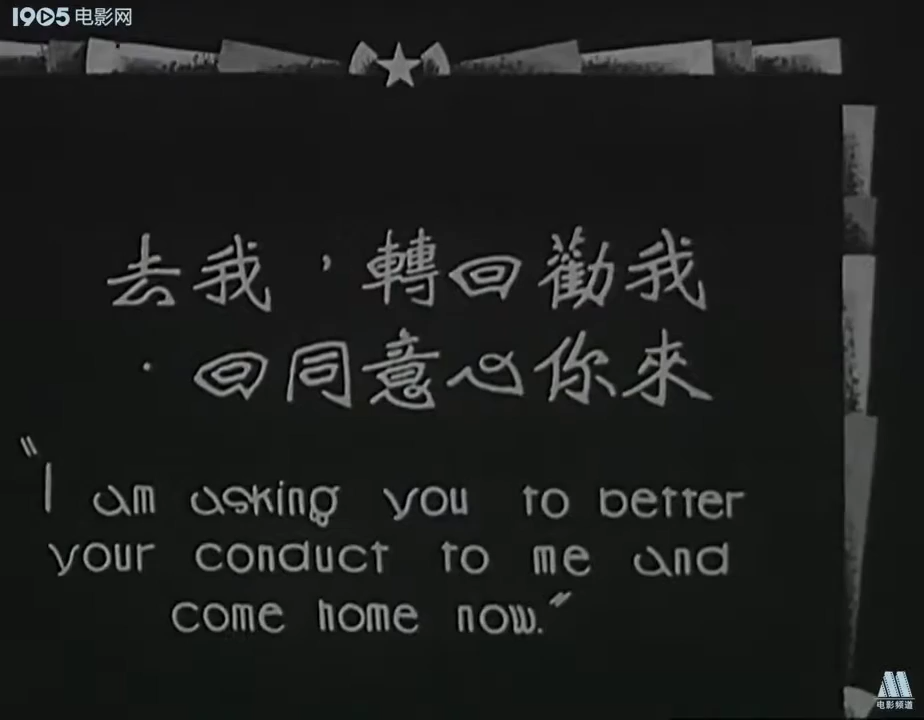 1905电影网
我來
勸你
回心
轉意
，同
我回
去．
"I am asking you to better
your conduct to me and
come home now."
电影频道